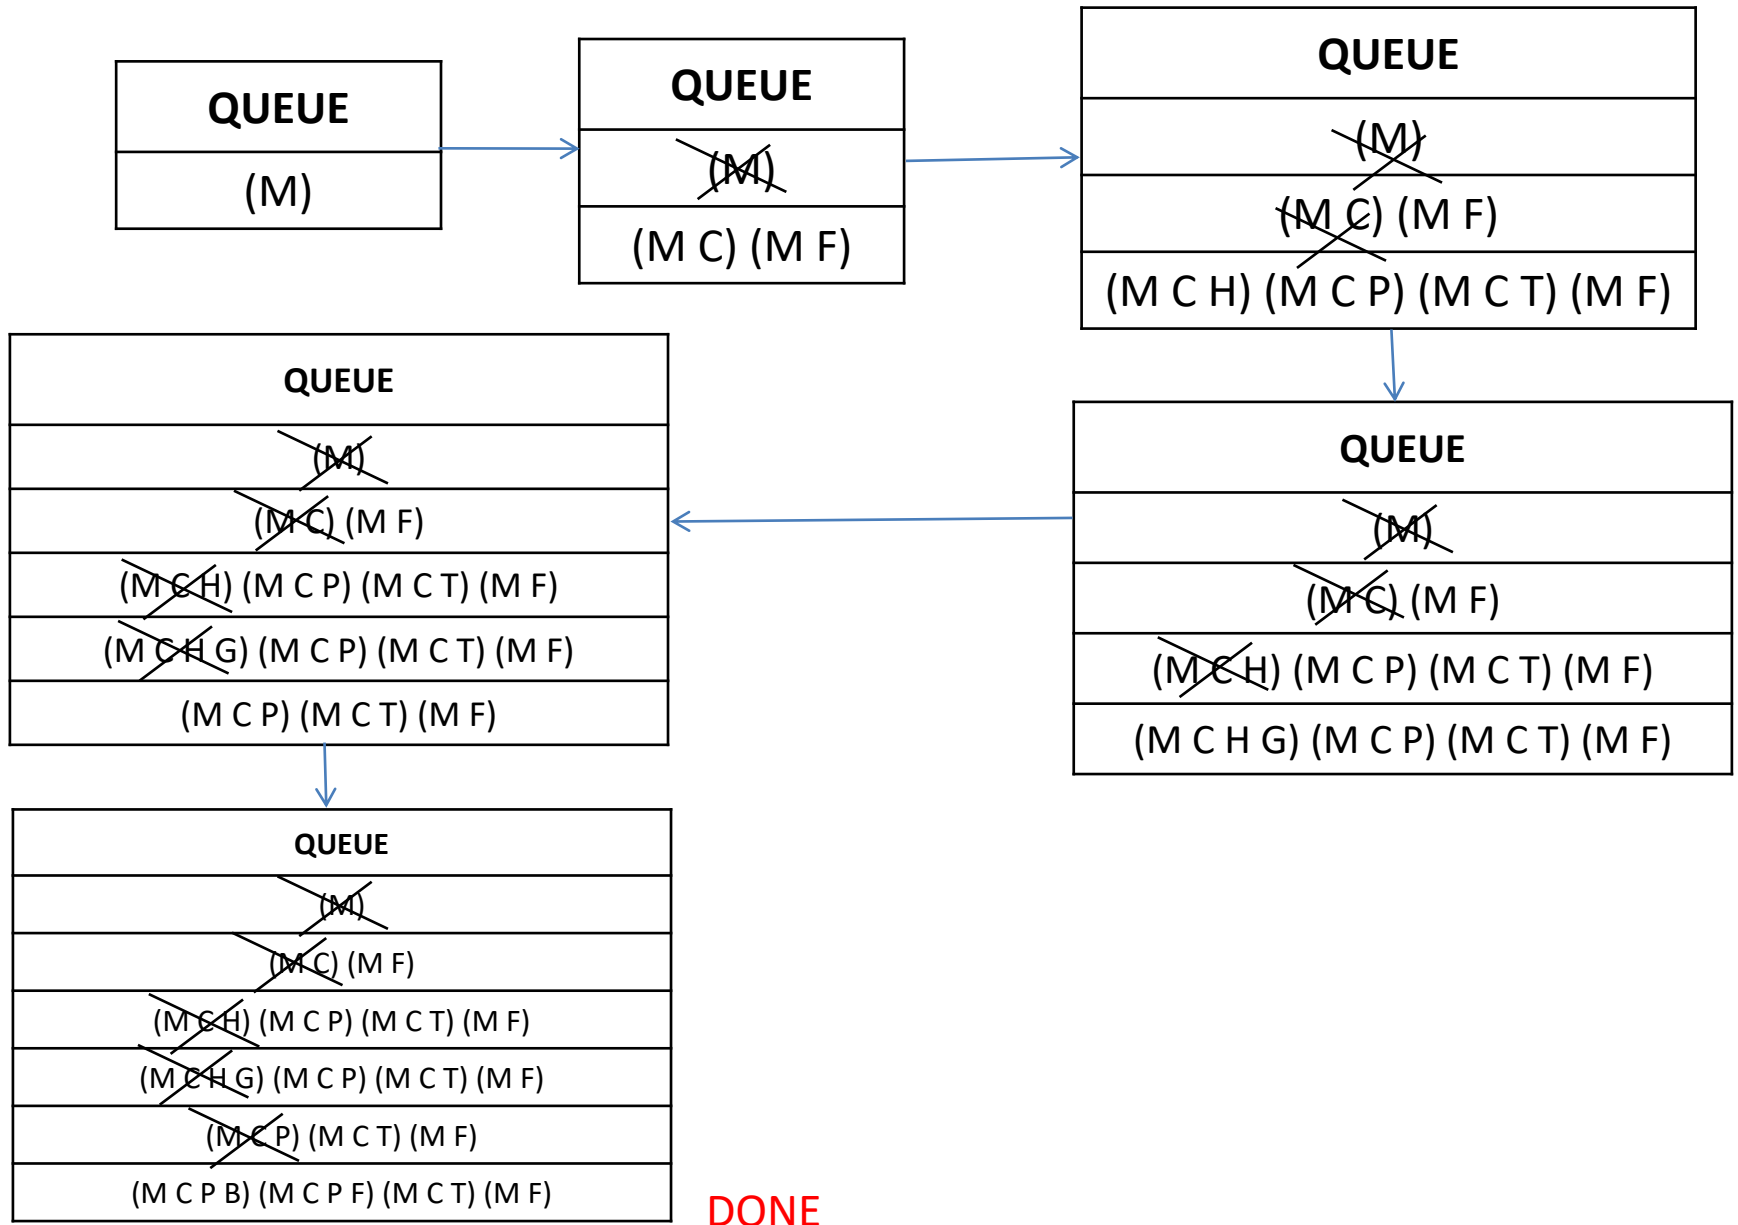 QUEUE
(M)
QUEUE
(M)
(M C) (M F)
QUEUE
(M)
(M C) (M F)
(M C H) (M C P) (M C T) (M F)
QUEUE
(M)
(M C) (M F)
(M C H) (M C P) (M C T) (M F)
(M C H G) (M C P) (M C T) (M F)
QUEUE
(M)
(M C) (M F)
(M C H) (M C P) (M C T) (M F)
(M C H G) (M C P) (M C T) (M F)
(M C P) (M C T) (M F)
QUEUE
(M)
(M C) (M F)
(M C H) (M C P) (M C T) (M F)
(M C H G) (M C P) (M C T) (M F)
(M C P) (M C T) (M F)
(M C P B) (M C P F) (M C T) (M F)
DONE